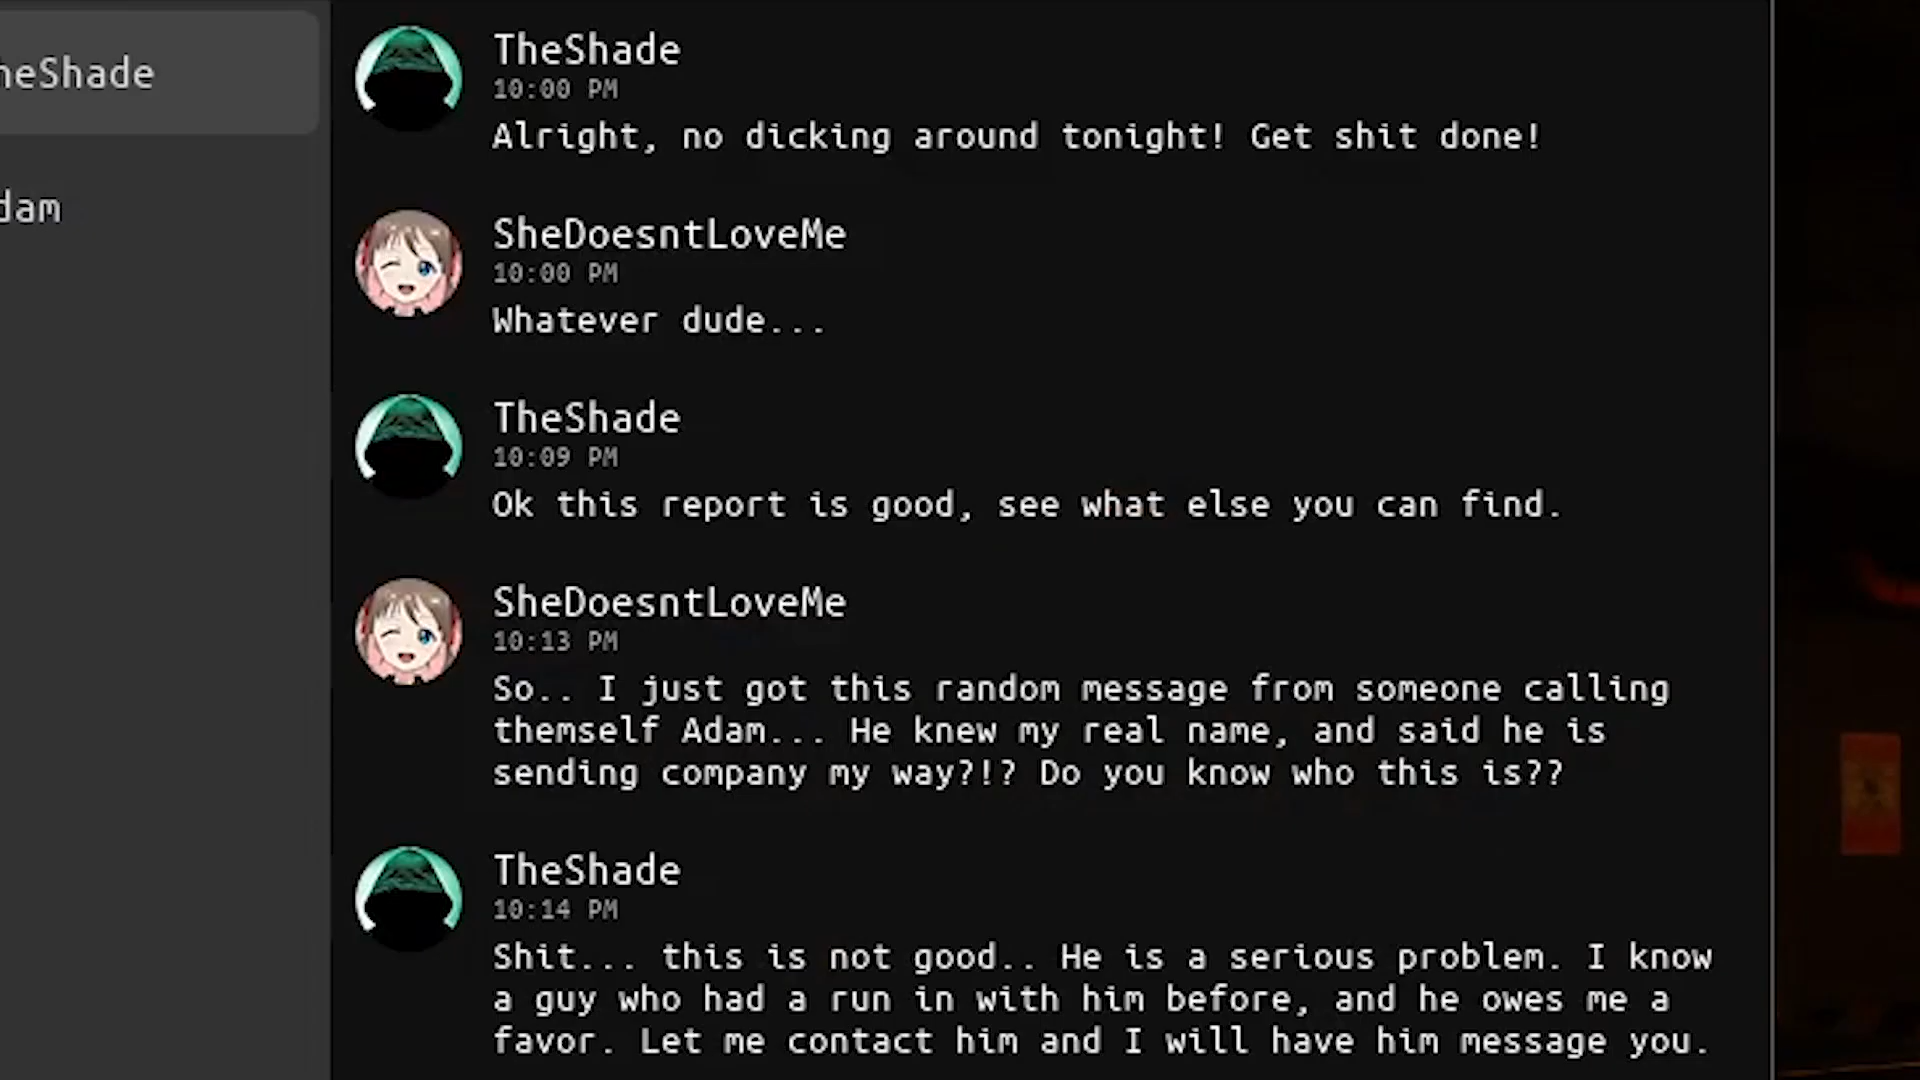 heShade
dam
TheShade
10:00 PM
Alright, no dicking around tonight! Get shit done!
SheDoesntLoveMe
10:00 PM
Whatever dude...
TheShade
10:09 PM
Ok this report is good, see what else you can find.
SheDoesntLoveMe
10:13 PM
So.. I just got this random message from someone calling
themself Adam... He knew my real name, and said he is
sending company my way?!? Do you know who this is??
TheShade
10:14 PM
Shit... this is not good.. He is a serious problem. I know
a guy who had a run in with him before, and he owes me a
favor. Let me contact him and I will have him message you.